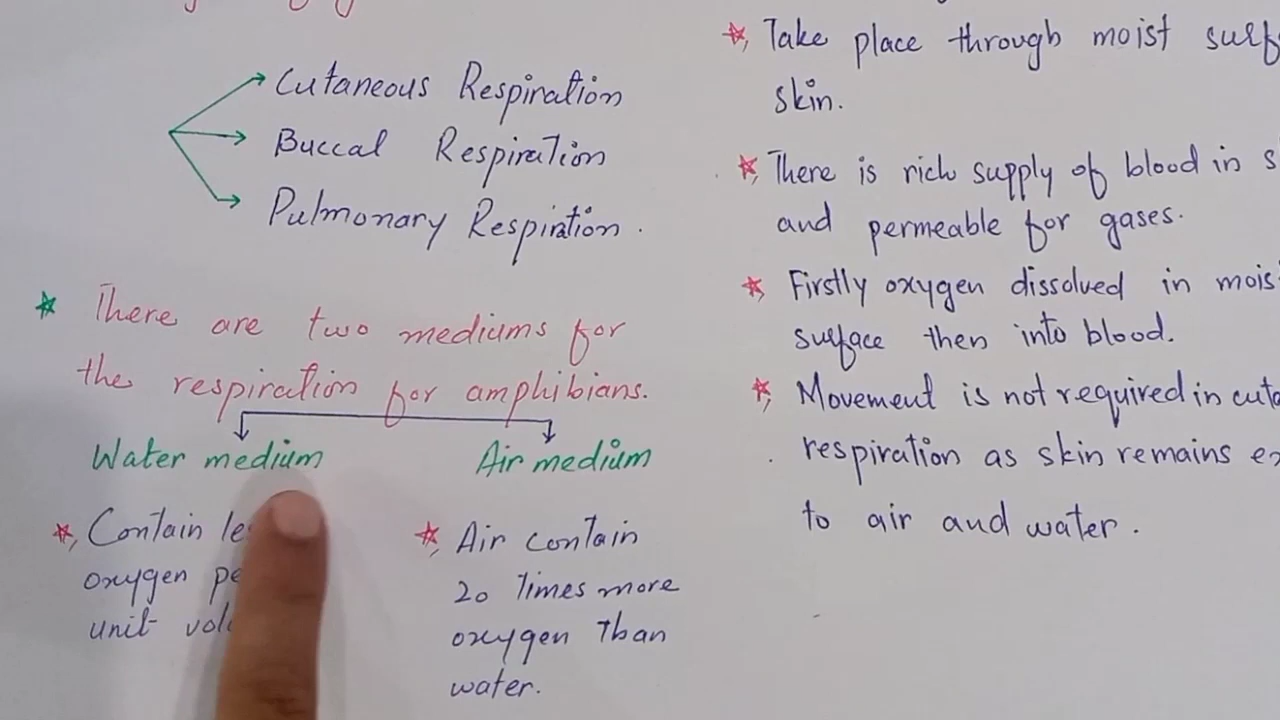 Cutaneous Respiration
Buccal Respiration
Pulmonary Respiration.
There are two mediums for
the respiration for amphibians.
Water medium
Air medium
Contain
oxygen
unit
Air contain
20 times more
oxygen Than
water.
Take place through moist
skin.
There is rich supply of blood in
and permeable for gases.
Firstly oxygen dissolved in
surface then into blood.
Movement is not required in
respiration as skin remains
to air and water.